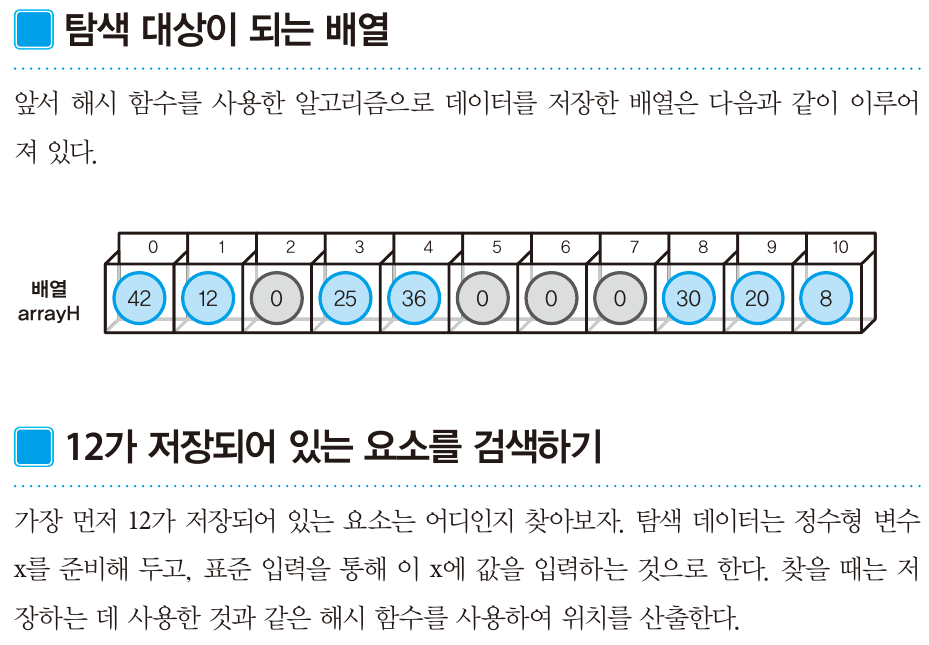 탐색 대상이 되는 배열
앞서 해시 함수를 사용한 알고리즘으로 데이터를 저장한 배열은 다음과 같이 이루어
져 있다.
0 1 2 3 4 5 6 7 8 9 10
배열
arrayH
42 12 0 25 36 0 0 0 30 20 8
12가 저장되어 있는 요소를 검색하기
가장 먼저 12가 저장되어 있는 요소는 어디인지 찾아보자. 탐색 데이터는 정수형 변수
x를 준비해 두고, 표준 입력을 통해 이 x에 값을 입력하는 것으로 한다. 찾을 때는 저
장하는 데 사용한 것과 같은 해시 함수를 사용하여 위치를 산출한다.